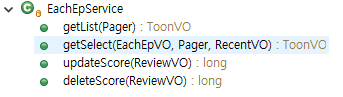 EachEpService
getList(Pager) : ToonVO
getSelect(EachEpVO, Pager, RecentVO) : ToonVO
updateScore(ReviewVO) : long
deleteScore(ReviewVO) : long